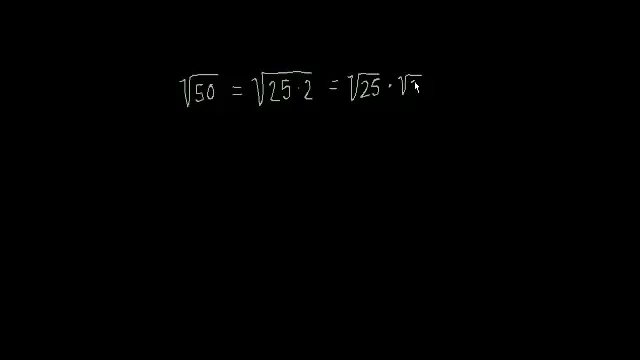 √50 = √25·2 = √25 · √